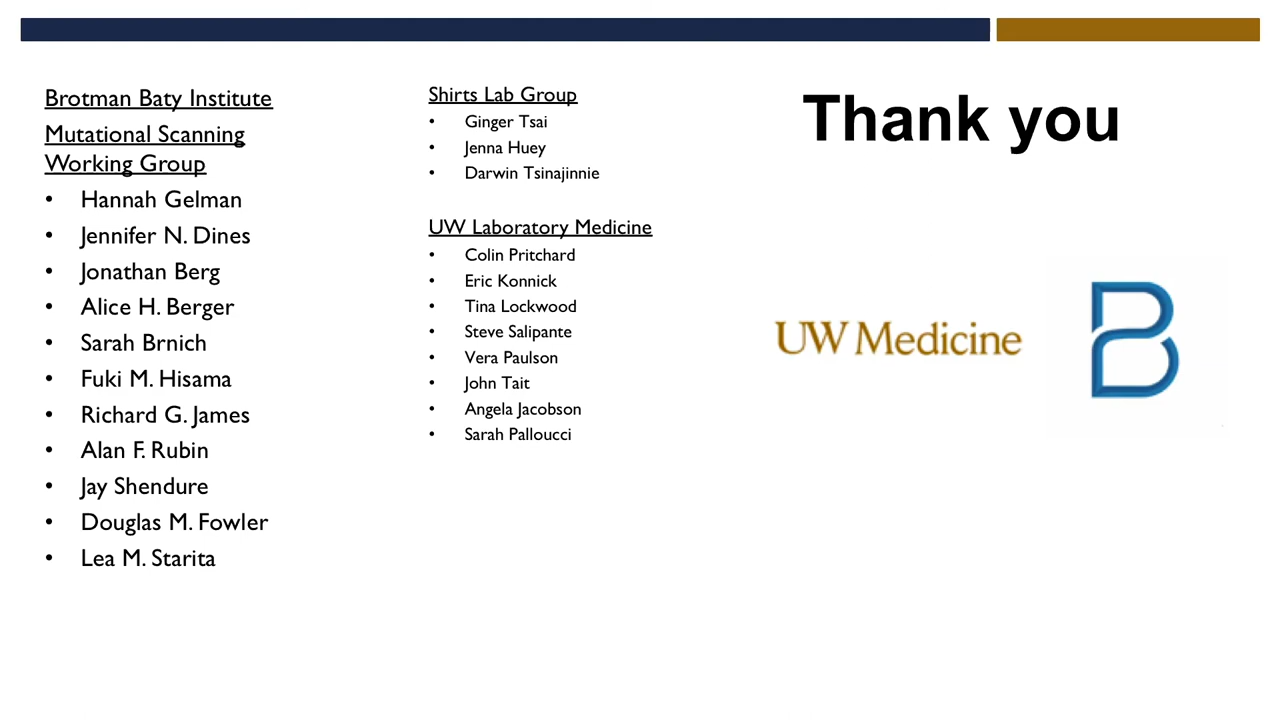 Brotman Baty Institute
Mutational Scanning
Working Group
• Hannah Gelman
• Jennifer N. Dines
• Jonathan Berg
• Alice H. Berger
• Sarah Brnich
• Fuki M. Hisama
• Richard G. James
• Alan F. Rubin
• Jay Shendure
• Douglas M. Fowler
• Lea M. Starita
Shirts Lab Group
• Ginger Tsai
• Jenna Huey
• Darwin Tsinajinnie
UW Laboratory Medicine
• Colin Pritchard
• Eric Konnick
• Tina Lockwood
• Steve Salipante
• Vera Paulson
• John Tait
• Angela Jacobson
• Sarah Palloucci
Thank you
UW Medicine
B